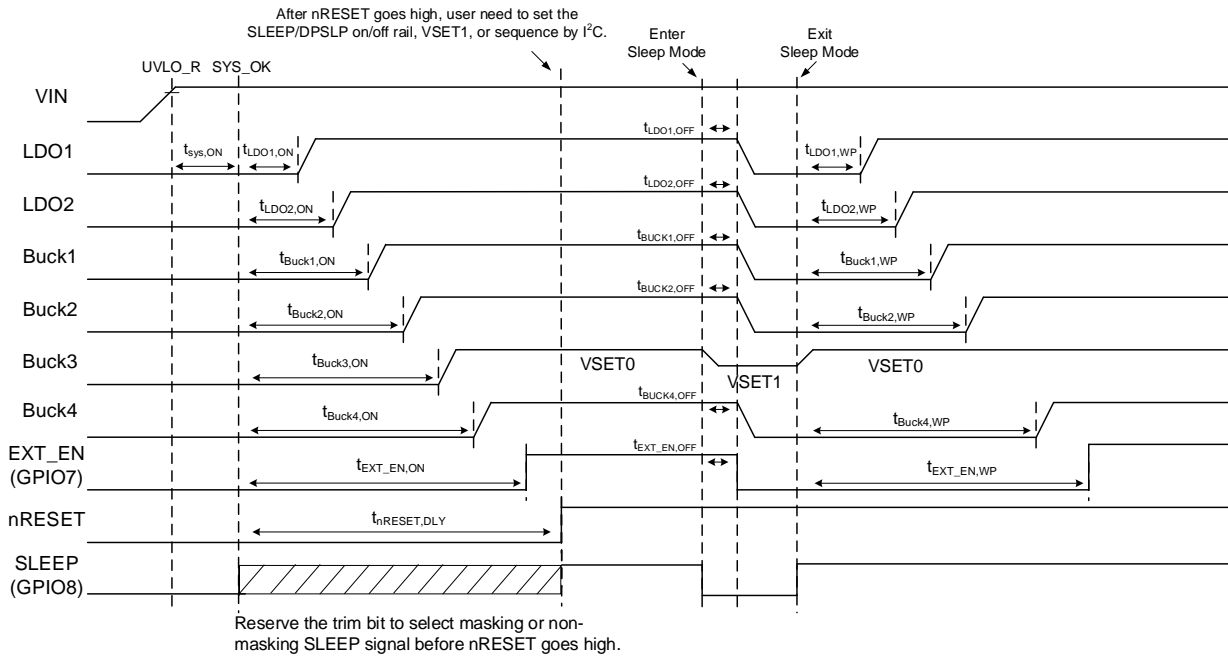 After nRESET goes high, user need to set the
SLEEP/DPSLP on/off rail, VSET1, or sequence by I²C.
Enter
Sleep Mode
Exit
Sleep Mode
UVLO_R SYS_OK
VIN
LDO1
tsys,ON
tLDO1,ON
tLDO1,OFF
tLDO1,WP
LDO2
tLDO2,ON
tLDO2,OFF
tLDO2,WP
Buck1
tBuck1,ON
tBUCK1,OFF
tBuck1,WP
Buck2
tBuck2,ON
tBUCK2,OFF
tBuck2,WP
Buck3
tBuck3,ON
VSET0
VSET1
VSET0
Buck4
tBuck4,ON
tBUCK4,OFF
tBuck4,WP
EXT_EN
(GPIO7)
tEXT_EN,ON
tEXT_EN,OFF
tEXT_EN,WP
nRESET
tnRESET,DLY
SLEEP
(GPIO8)
Reserve the trim bit to select masking or non-
masking SLEEP signal before nRESET goes high.